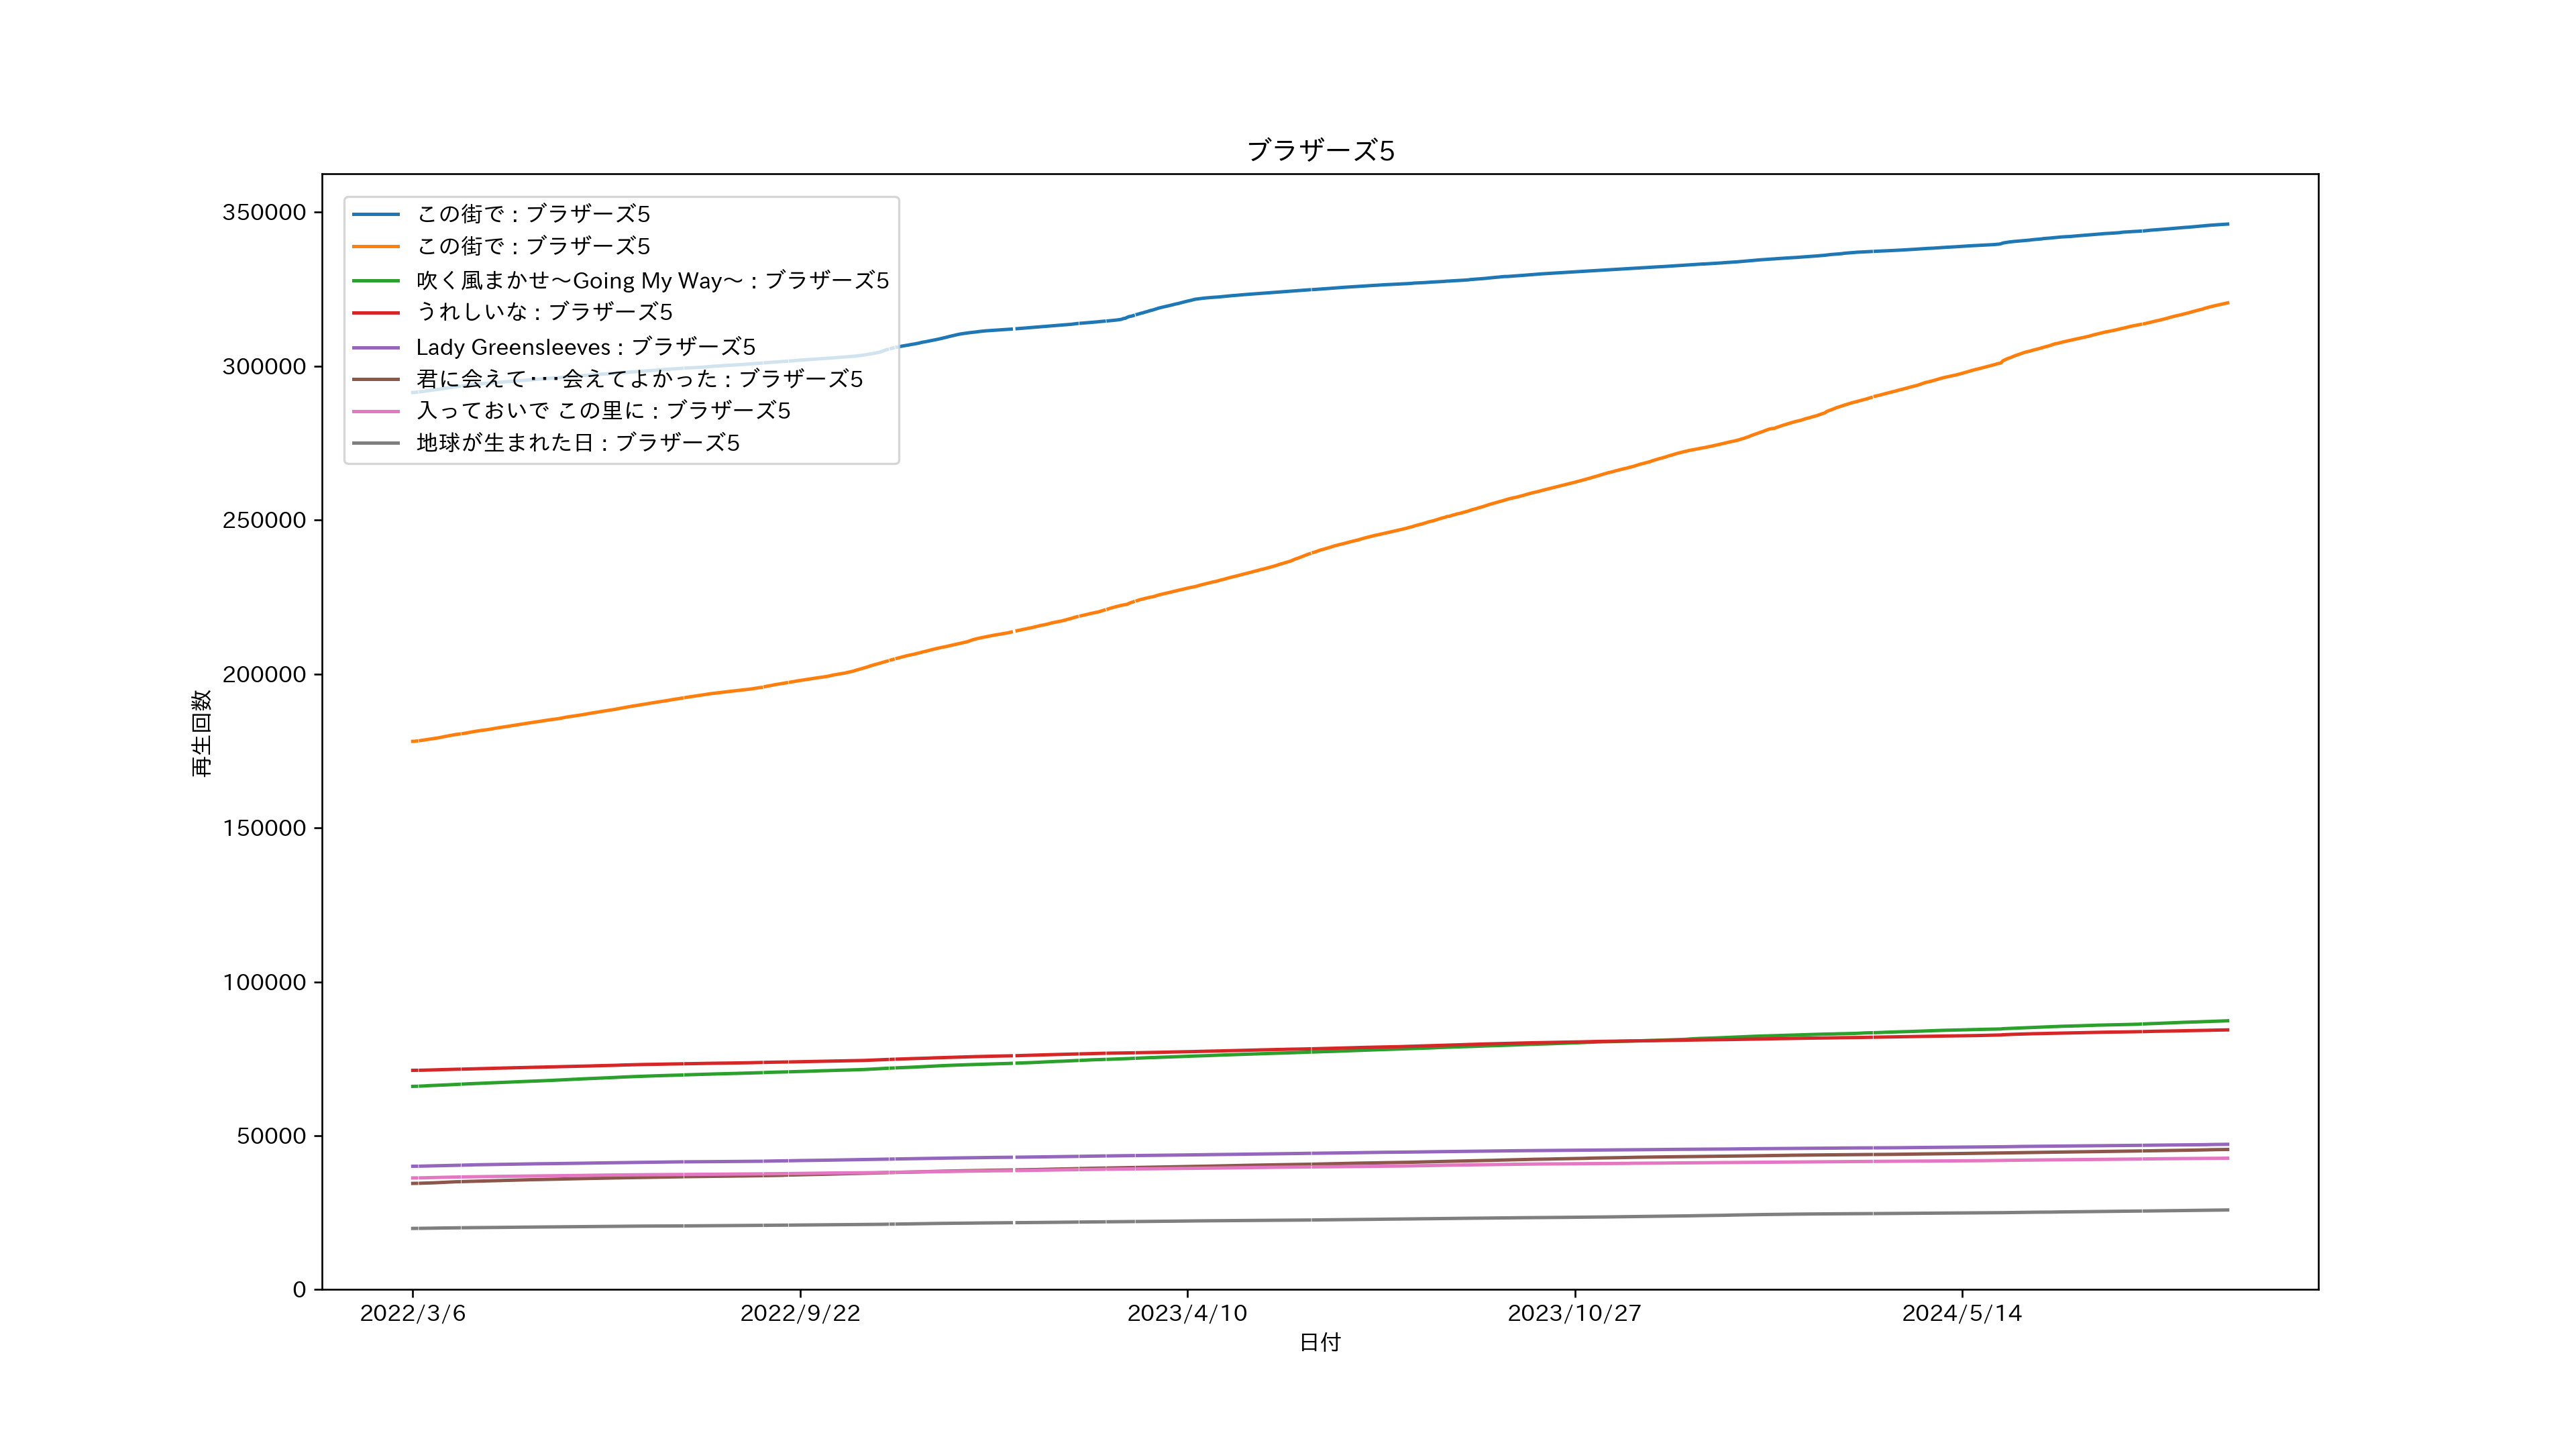 ブラザーズ5
この街で : ブラザーズ5
この街で : ブラザーズ5
吹く風まかせ～Going My Way～ : ブラザーズ5
うれしいな : ブラザーズ5
Lady Greensleeves : ブラザーズ5
君に会えて･･･会えてよかった : ブラザーズ5
入っておいで この里に : ブラザーズ5
地球が生まれた日 : ブラザーズ5
350000
300000
250000
200000
150000
100000
50000
0
再生回数
2022/3/6
2022/9/22
2023/4/10
2023/10/27
2024/5/14
日付